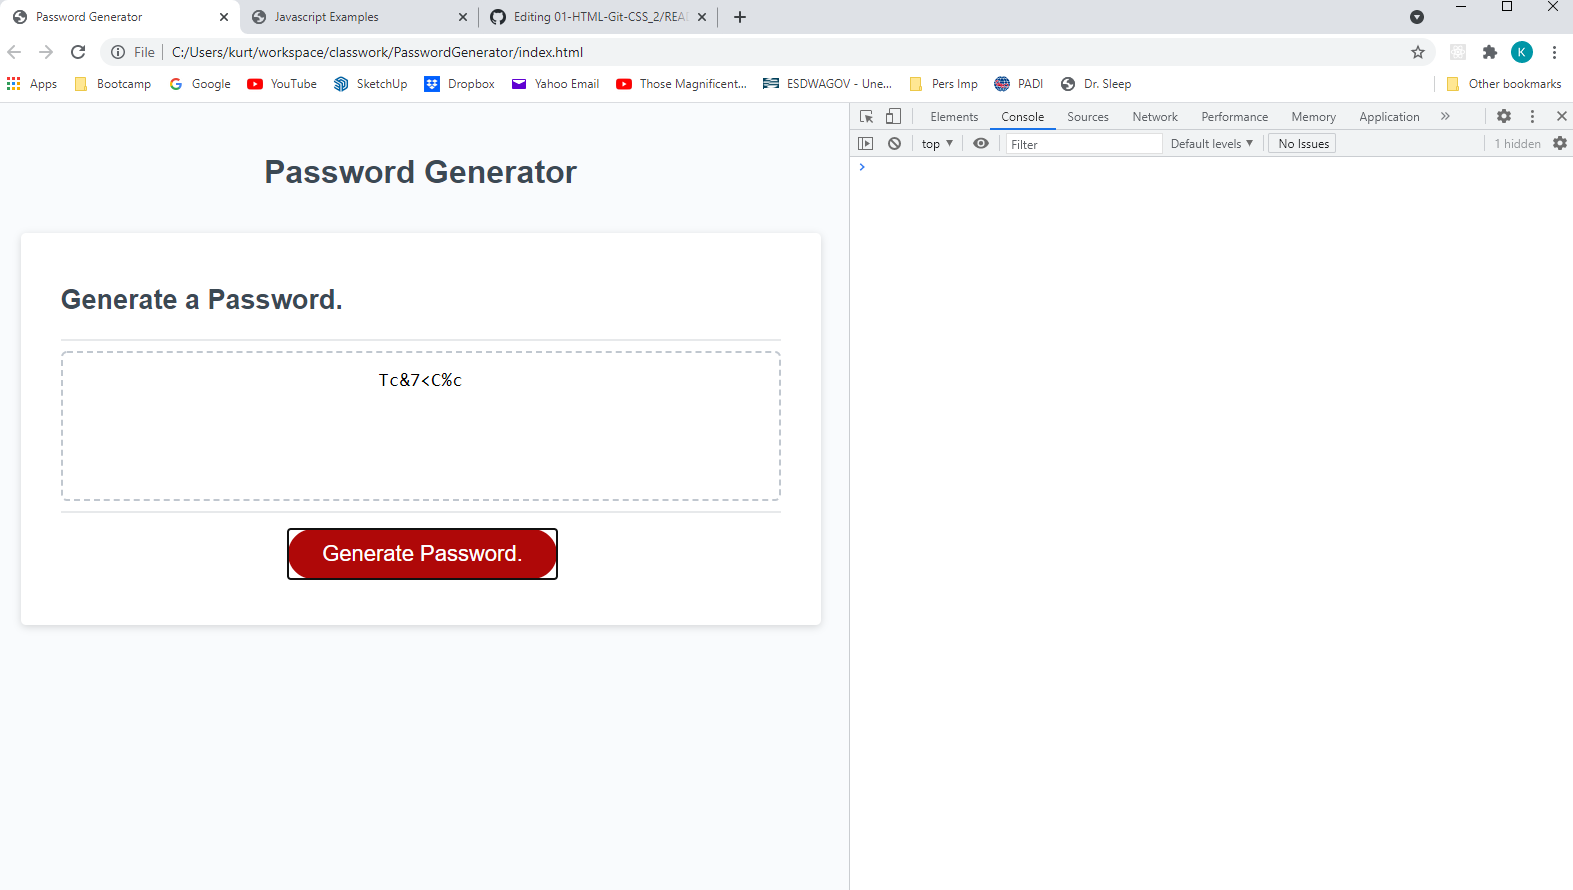 Password Generator
Javascript Examples
Editing 01-HTML-Git-CSS_2/REA
File C:/Users/kurt/workspace/classwork/PasswordGenerator/index.html
K
Apps Bootcamp Google YouTube SketchUp Dropbox Yahoo Email Those Magnificent... ESDWAGOV - Une... Pers Imp PADI Dr. Sleep Other bookmarks
Elements Console Sources Network Performance Memory Application
top Filter Default levels No Issues 1 hidden
Password Generator
Generate a Password.
Tc&7<C%c
Generate Password.